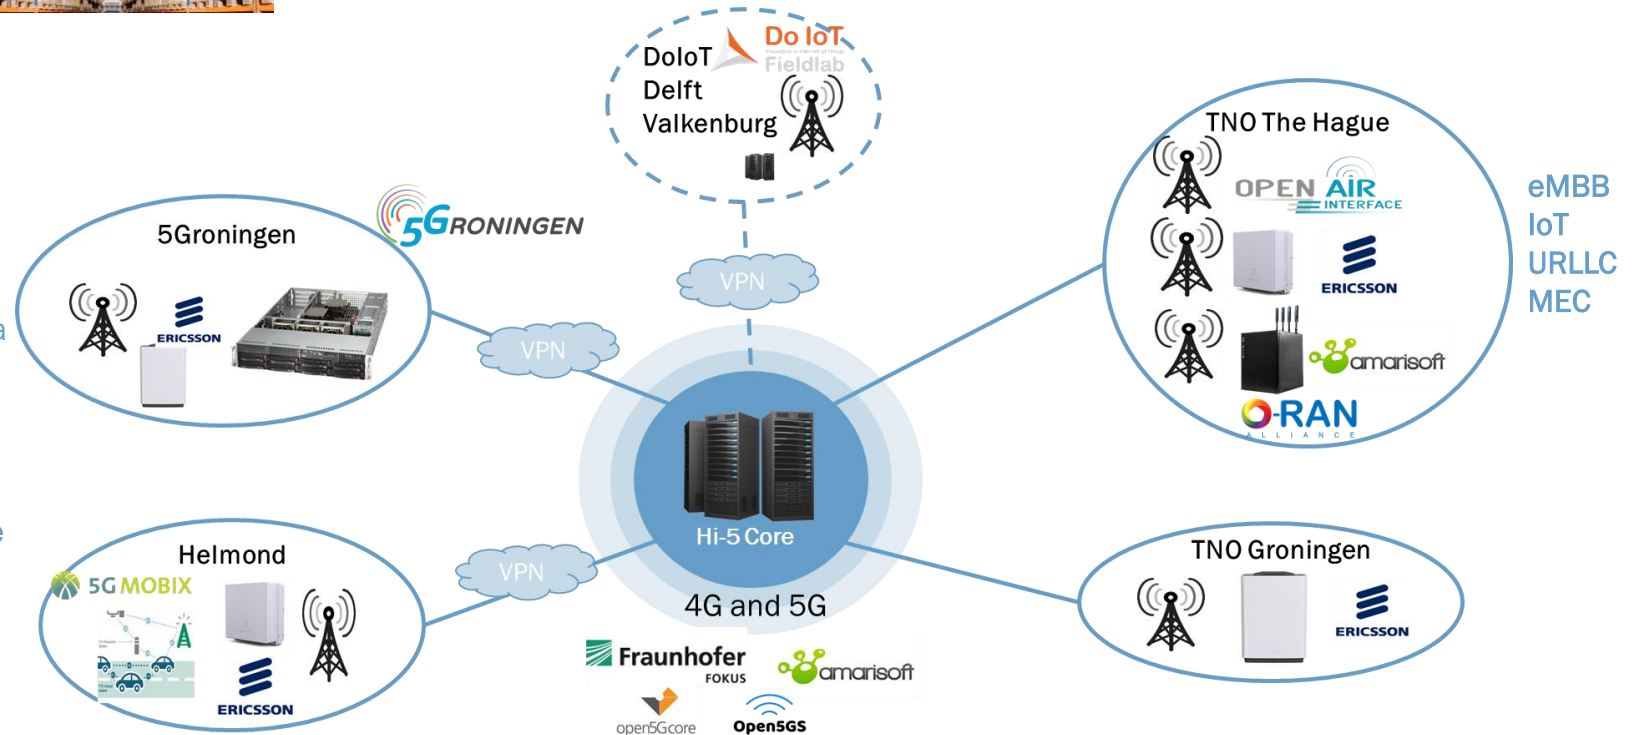 DoIoT
Delft
Valkenburg
Do IoT
Fieldlab
TNO The Hague
OPEN AIR
INTERFACE
ERICSSON
amarisoft
O-RAN
ALLIANCE
eMBB
IoT
URLLC
MEC
5Groningen
5GRONINGEN
ERICSSON
a
VPN
VPN
VPN
Hi-5 Core
4G and 5G
Fraunhofer
FOKUS
amarisoft
open5Gcore
Open5GS
e
Helmond
5G MOBIX
ERICSSON
TNO Groningen
ERICSSON